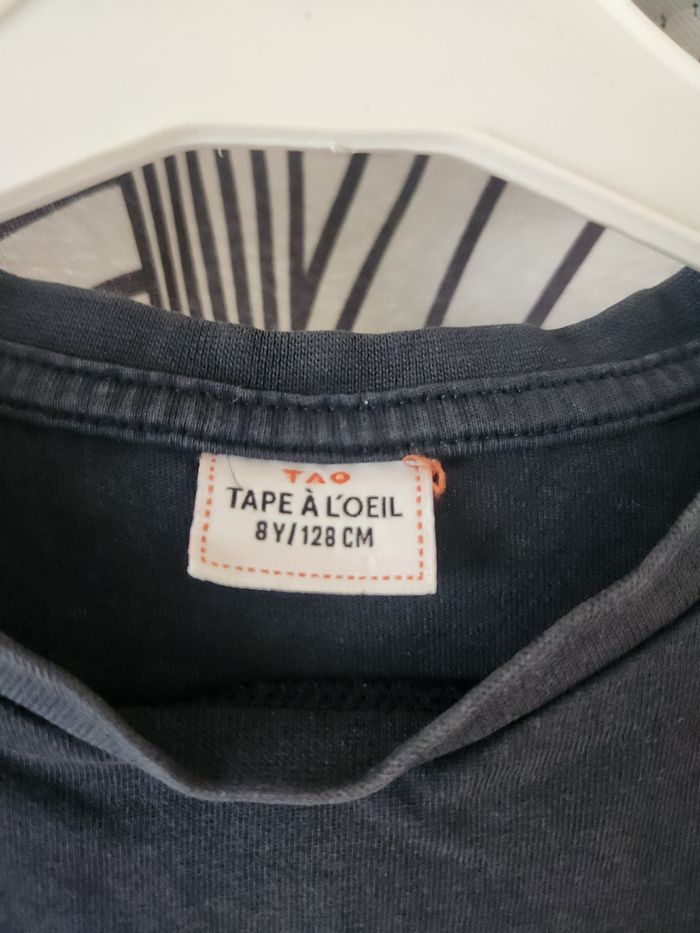 TAO
TAPE À L'OEIL
8Y/128 CM